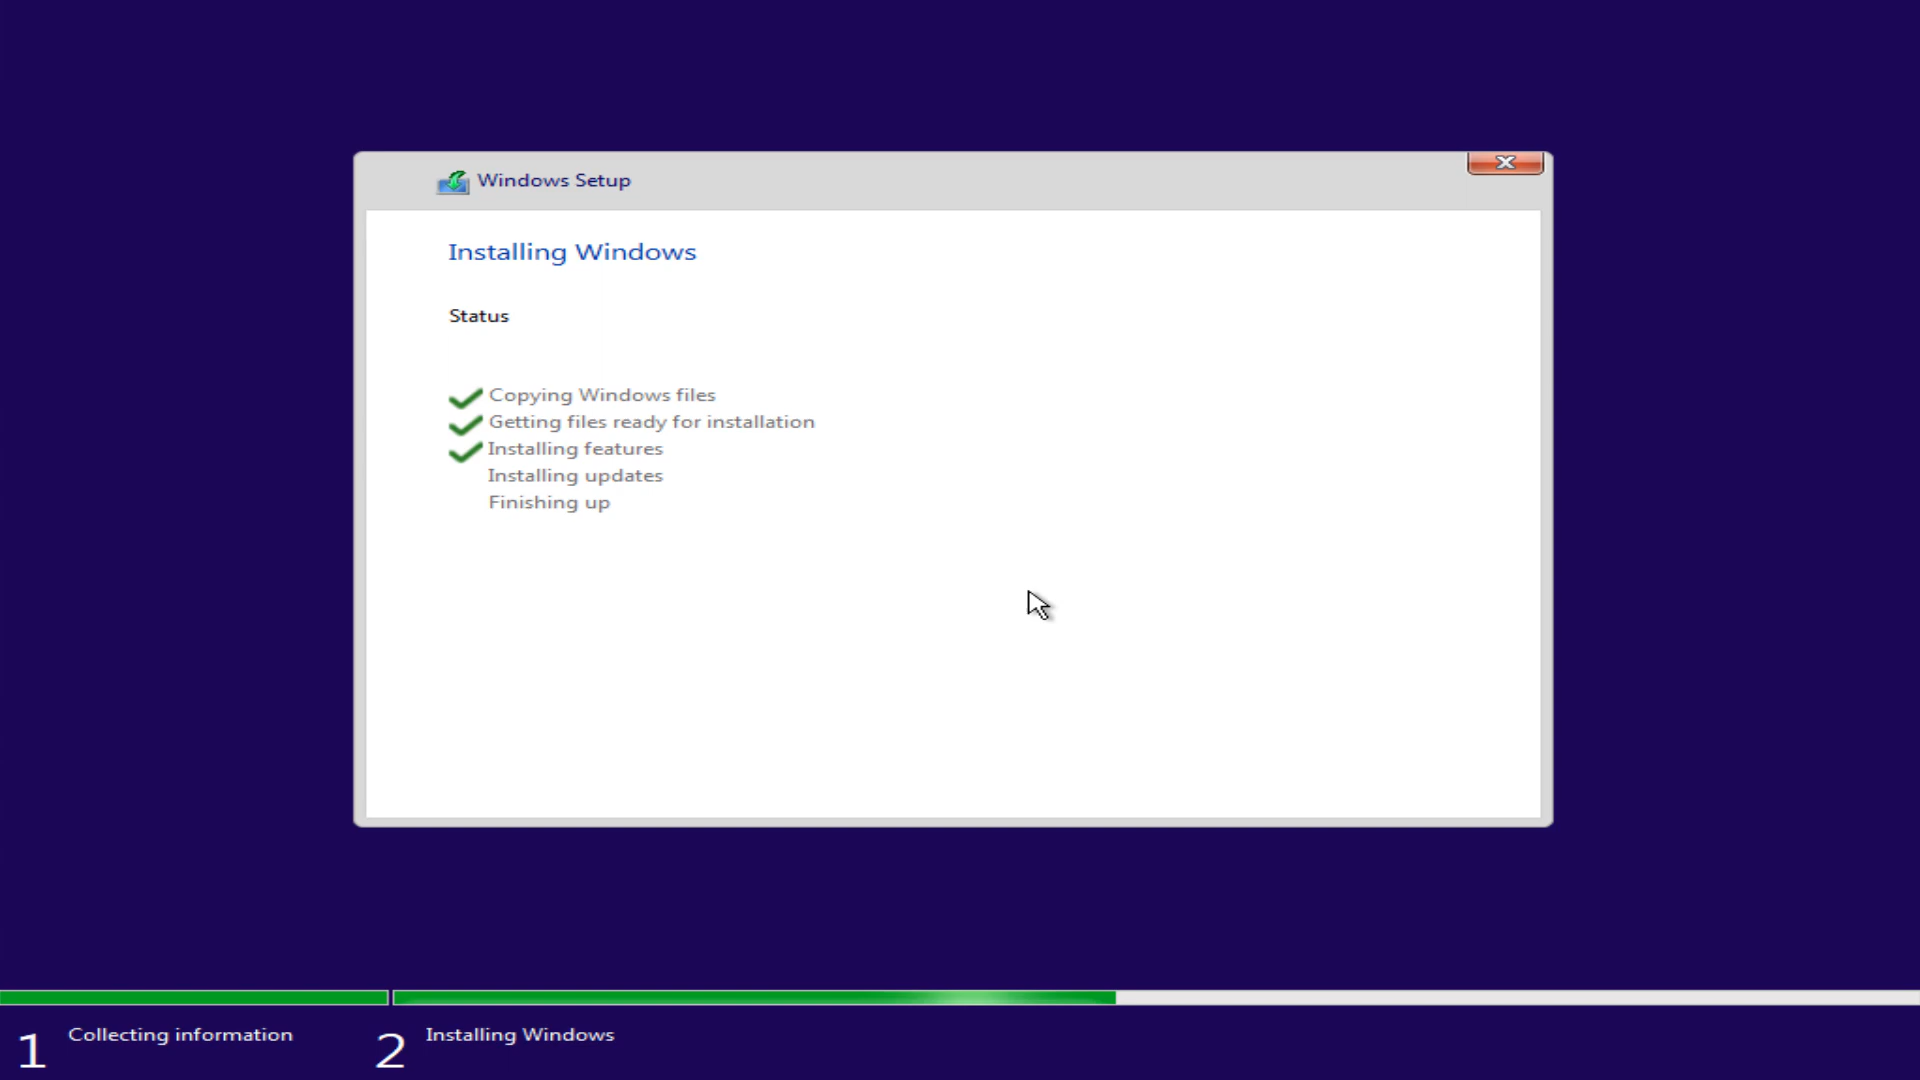 Windows Setup
Installing Windows
Status
Copying Windows files
Getting files ready for installation
Installing features
Installing updates
Finishing up
1 Collecting information
2 Installing Windows